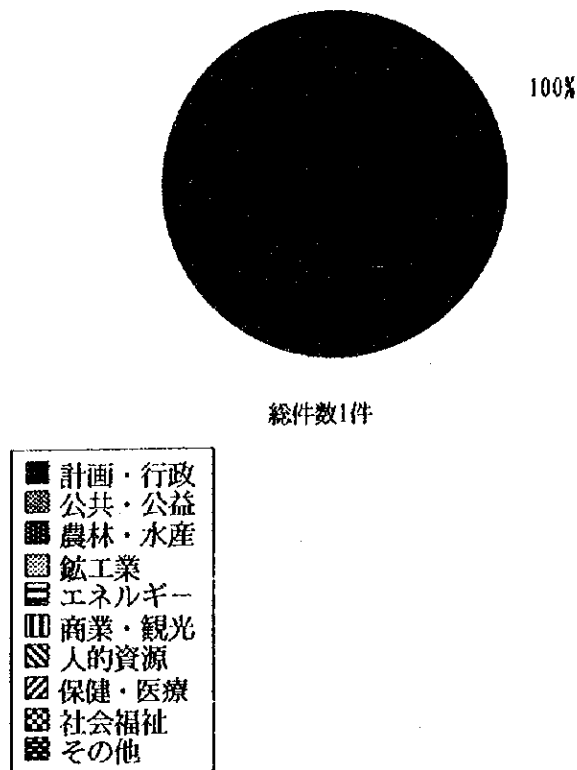 100%
総件数1件
計画・行政
公共・公益
農林・水産
鉱工業
エネルギー
商業・観光
人的資源
保健・医療
社会福祉
その他